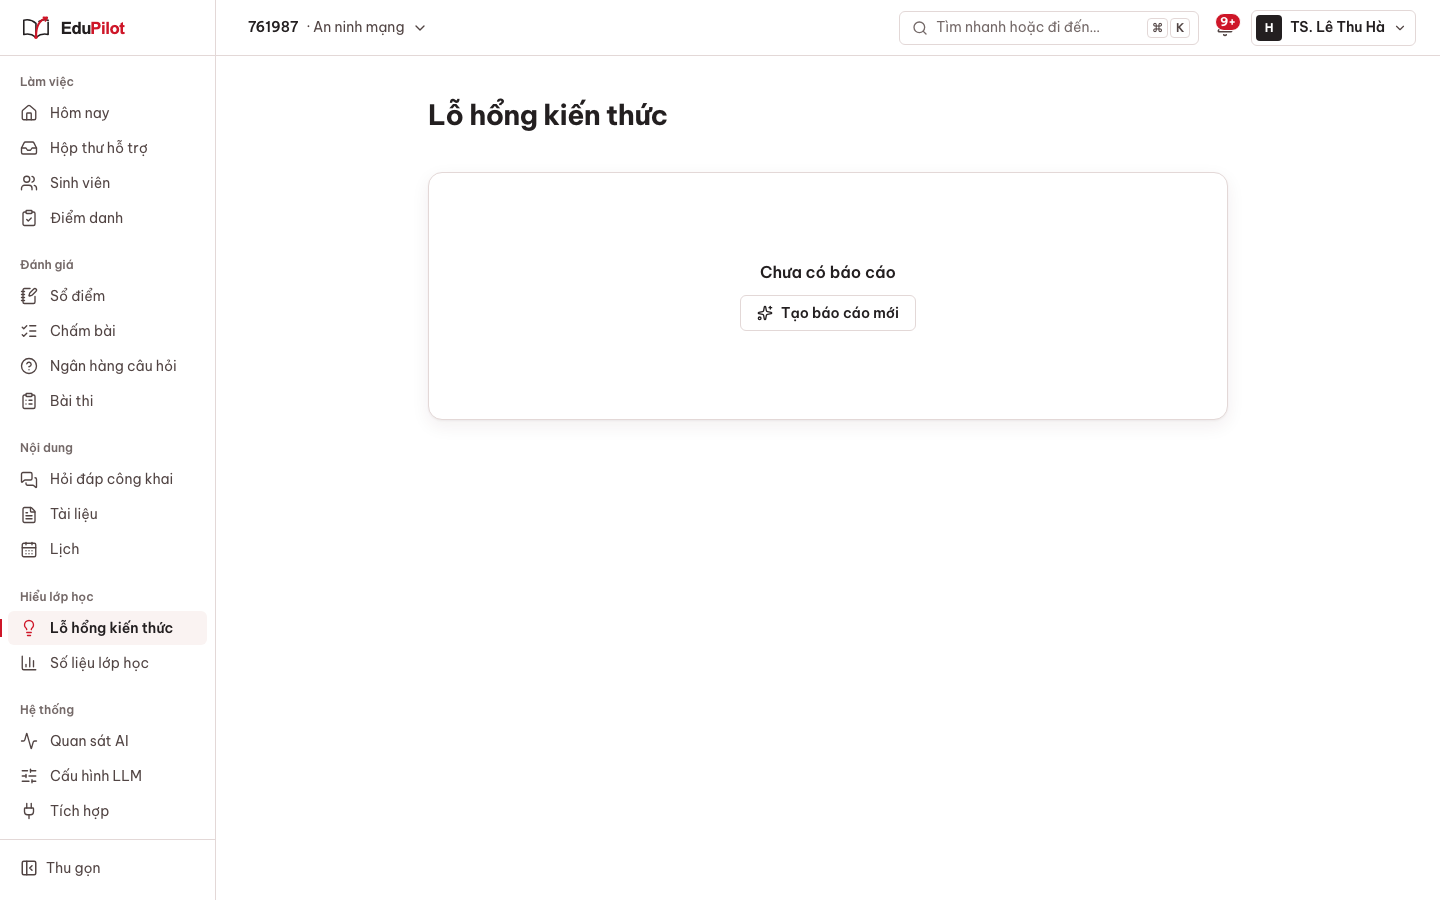 EduPilot
761987 · An ninh mạng
Tìm nhanh hoặc đi đến...
⌘ K
9+
H
TS. Lê Thu Hà
Làm việc
Hôm nay
Hộp thư hỗ trợ
Sinh viên
Điểm danh
Đánh giá
Sổ điểm
Chấm bài
Ngân hàng câu hỏi
Bài thi
Nội dung
Hỏi đáp công khai
Tài liệu
Lịch
Hiểu lớp học
Lỗ hổng kiến thức
Số liệu lớp học
Hệ thống
Quan sát AI
Cấu hình LLM
Tích hợp
Thu gọn
Lỗ hổng kiến thức
Chưa có báo cáo
Tạo báo cáo mới